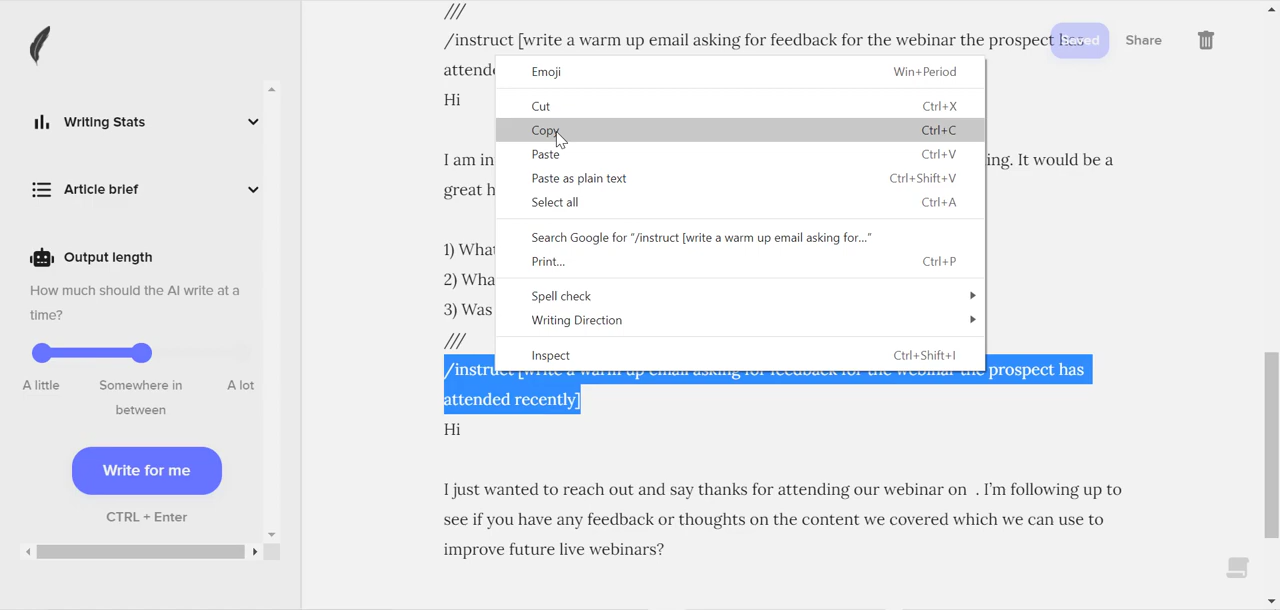 Writing Stats
Article brief
Output length
How much should the AI write at a
time?
A little
Somewhere in
between
A lot
Write for me
CTRL + Enter
///
/instruct [write a warm up email asking for feedback for the webinar the prospect has
attende
Hi
I am in
ing. It would be a
great h
1) What
2) Wha
3) Was
///
/instruct [write a warm up email asking for feedback for the webinar the prospect has
attended recently]
Hi
I just wanted to reach out and say thanks for attending our webinar on . I'm following up to
see if you have any feedback or thoughts on the content we covered which we can use to
improve future live webinars?
Saved
Share
Emoji Win+Period
Cut Ctrl+X
Copy Ctrl+C
Paste Ctrl+V
Paste as plain text Ctrl+Shift+V
Select all Ctrl+A
Search Google for “/instruct [write a warm up email asking for...”
Print... Ctrl+P
Spell check
Writing Direction
Inspect Ctrl+Shift+I